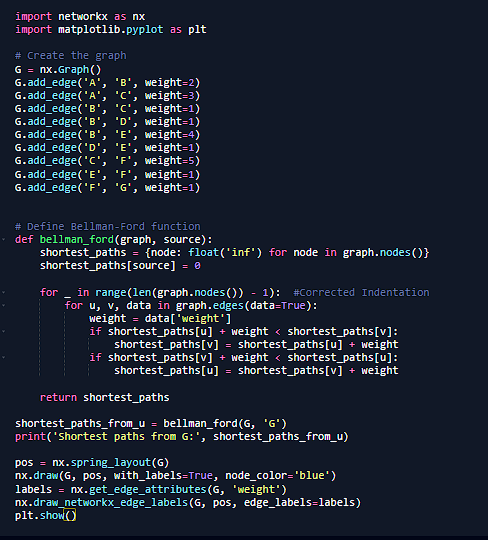 import networkx as nx
import matplotlib.pyplot as plt
# Create the graph
G = nx.Graph()
G.add_edge('A', 'B', weight=2)
G.add_edge('A', 'C', weight=3)
G.add_edge('B', 'C', weight=1)
G.add_edge('B', 'D', weight=1)
G.add_edge('B', 'E', weight=4)
G.add_edge('D', 'E', weight=1)
G.add_edge('C', 'F', weight=5)
G.add_edge('E', 'F', weight=1)
G.add_edge('F', 'G', weight=1)
# Define Bellman-Ford function
def bellman_ford(graph, source):
    shortest_paths = {node: float('inf') for node in graph.nodes()}
    shortest_paths[source] = 0
    for _ in range(len(graph.nodes()) - 1):  #Corrected Indentation
        for u, v, data in graph.edges(data=True):
            weight = data['weight']
            if shortest_paths[u] + weight < shortest_paths[v]:
                shortest_paths[v] = shortest_paths[u] + weight
            if shortest_paths[v] + weight < shortest_paths[u]:
                shortest_paths[u] = shortest_paths[v] + weight
    return shortest_paths
shortest_paths_from_u = bellman_ford(G, 'G')
print('Shortest paths from G:', shortest_paths_from_u)
pos = nx.spring_layout(G)
nx.draw(G, pos, with_labels=True, node_color='blue')
labels = nx.get_edge_attributes(G, 'weight')
nx.draw_networkx_edge_labels(G, pos, edge_labels=labels)
plt.show()